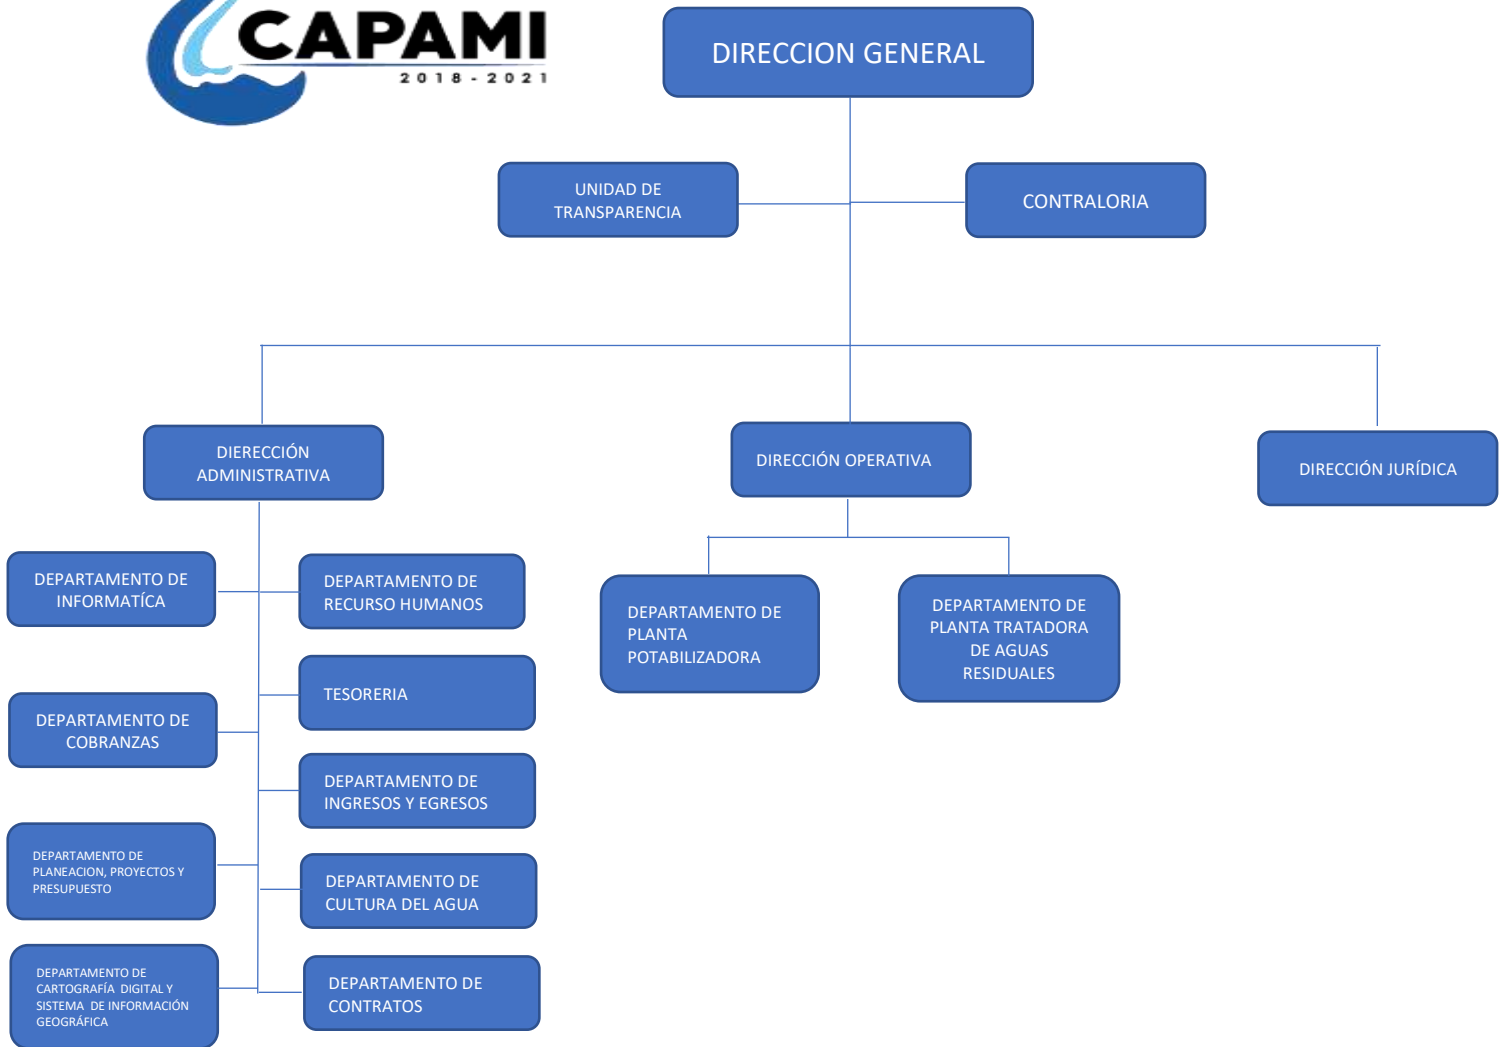 CAPAMI
2018-2021
DIRECCION GENERAL
UNIDAD DE
TRANSPARENCIA
CONTRALORIA
DIERECCIÓN
ADMINISTRATIVA
DIRECCIÓN OPERATIVA
DIRECCIÓN JURÍDICA
DEPARTAMENTO DE
INFORMATÍCA
DEPARTAMENTO DE
RECURSO HUMANOS
DEPARTAMENTO DE
PLANTA
POTABILIZADORA
DEPARTAMENTO DE
PLANTA TRATADORA
DE AGUAS
RESIDUALES
TESORERIA
DEPARTAMENTO DE
COBRANZAS
DEPARTAMENTO DE
INGRESOS Y EGRESOS
DEPARTAMENTO DE
PLANEACION, PROYECTOS Y
PRESUPUESTO
DEPARTAMENTO DE
CULTURA DEL AGUA
DEPARTAMENTO DE
CARTOGRAFÍA DIGITAL Y
SISTEMA DE INFORMACIÓN
GEOGRÁFICA
DEPARTAMENTO DE
CONTRATOS